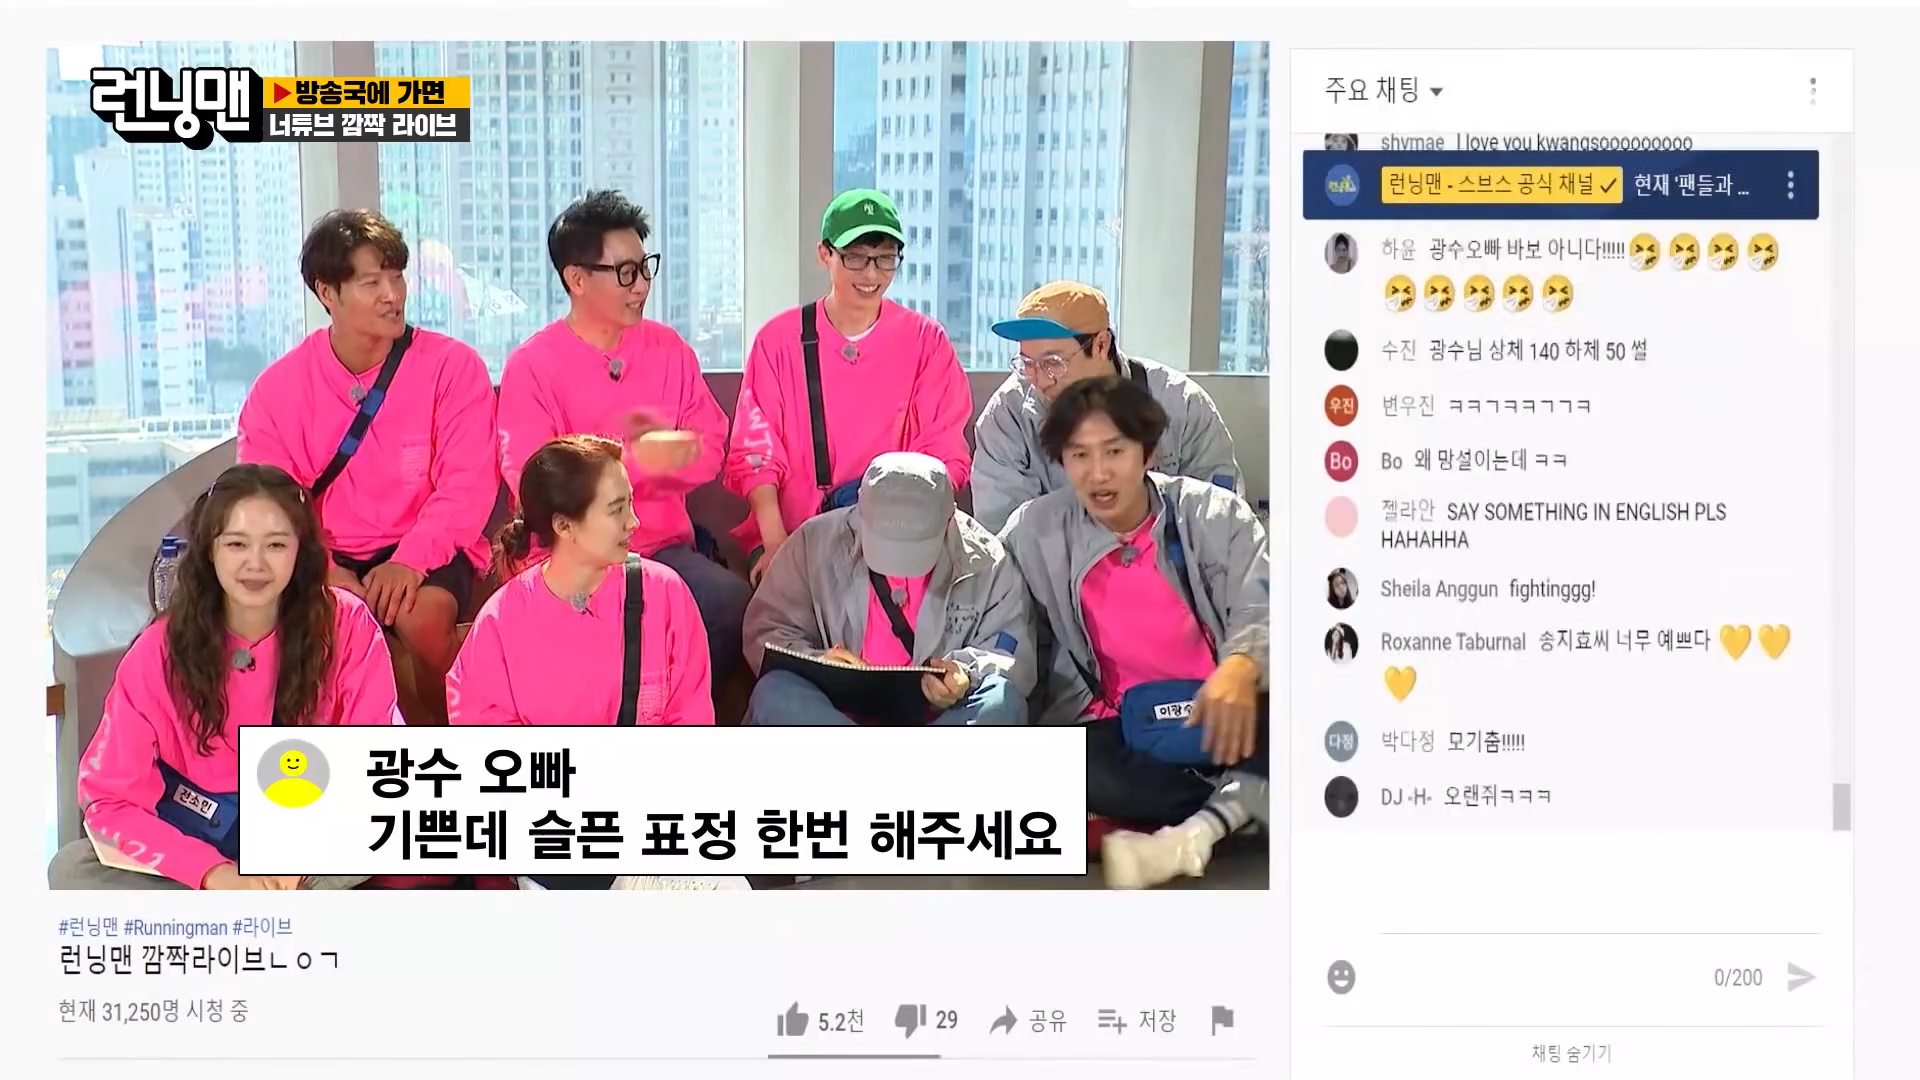 런닝맨
방송국에 가면
너튜브 깜짝 라이브
전소민
이광수
광수 오빠
기쁜데 슬픈 표정 한번 해주세요
#런닝맨 #Runningman #라이브
런닝맨 깜짝라이브ㄴㅇㄱ
현재 31,250명 시청 중
5.2천
29
공유
저장
주요 채팅
shymae I love you kwangsooooooooo
런닝맨 - 스브스 공식 채널 현재 '팬들과 ...
하윤 광수오빠 바보 아니다!!!!! 🤧🤧🤧🤧
🤧🤧🤧🤧🤧
수진 광수님 상체 140 하체 50 썰
우진 변우진 ㅋㅋㄱㅋㅋㄱㄱㅋ
Bo Bo 왜 망설이는데 ㅋㅋ
젤라안 SAY SOMETHING IN ENGLISH PLS
HAHAHHA
Sheila Anggun fightinggg!
Roxanne Taburnal 송지효씨 너무 예쁘다 💛💛
💛
다정 박다정 모기춤!!!!!
DJ -H- 오랜쥐ㅋㅋㅋ
0/200
채팅 숨기기